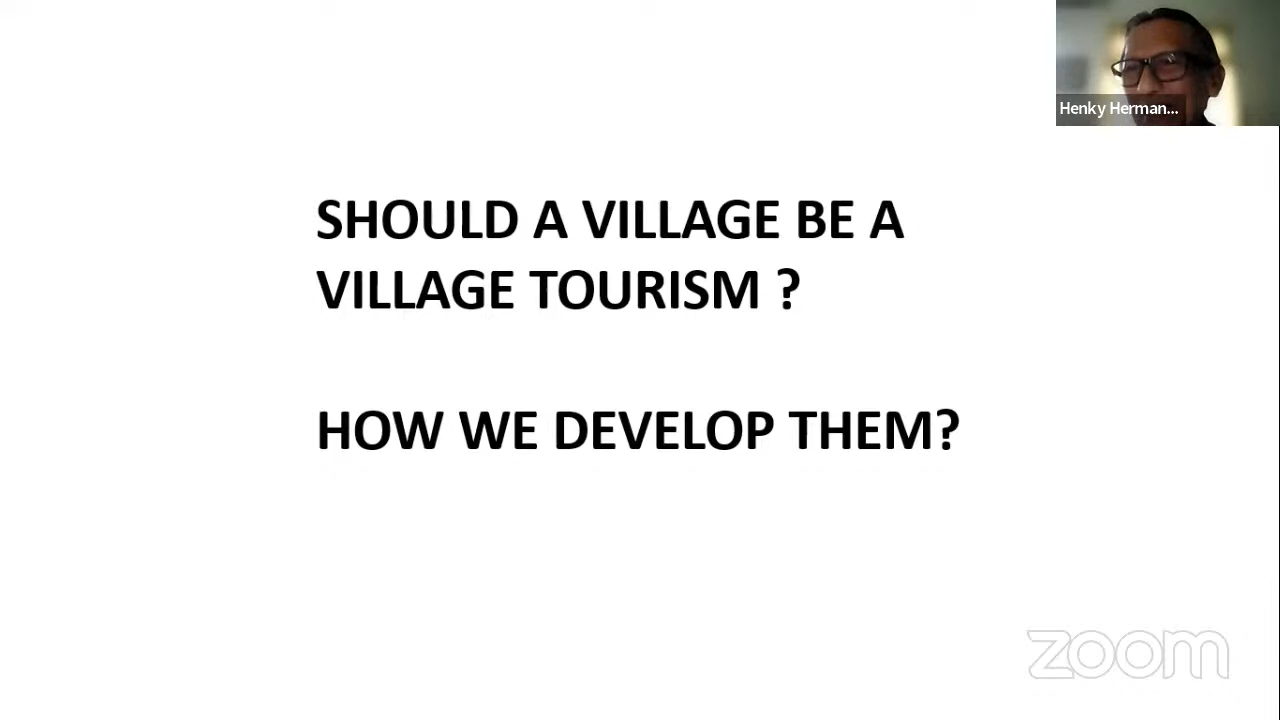 Henky Herman...
SHOULD A VILLAGE BE A
VILLAGE TOURISM ?
HOW WE DEVELOP THEM?
zoom